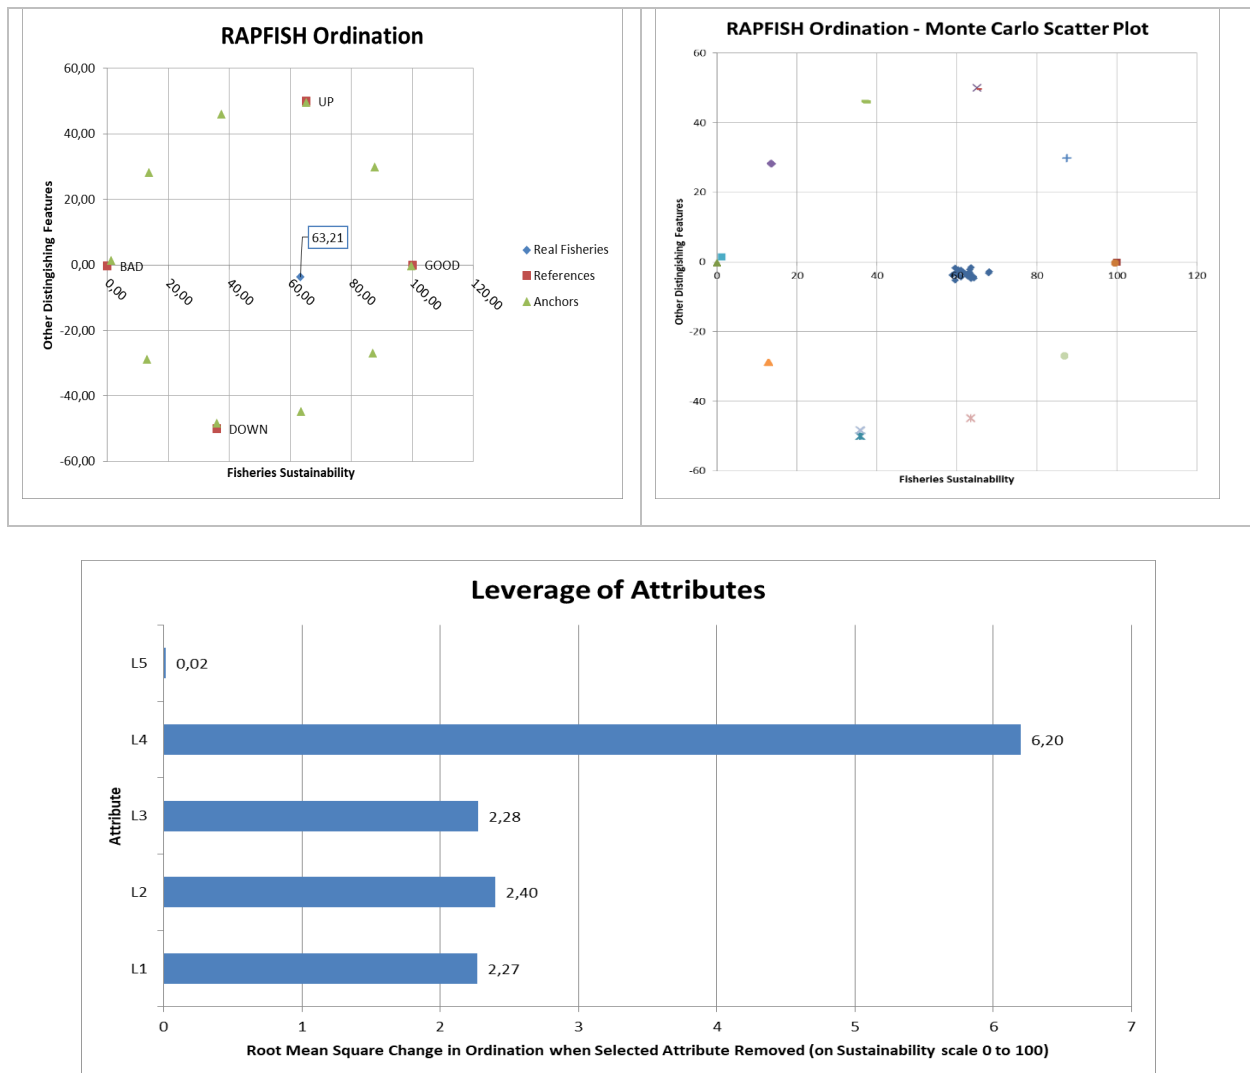 RAPFISH Ordination
60,00
40,00
20,00
0,00
-20,00
-40,00
-60,00
0,00
20,00
40,00
60,00
80,00
100,00
120,00
UP
63,21
BAD
GOOD
DOWN
Other Distingishing Features
Fisheries Sustainability
Real Fisheries
References
Anchors
RAPFISH Ordination - Monte Carlo Scatter Plot
60
40
20
0
-20
-40
-60
0
20
40
60
80
100
120
Other Distingishing Features
Fisheries Sustainability
Leverage of Attributes
Attribute
L5
0,02
L4
6,20
L3
2,28
L2
2,40
L1
2,27
0
1
2
3
4
5
6
7
Root Mean Square Change in Ordination when Selected Attribute Removed (on Sustainability scale 0 to 100)